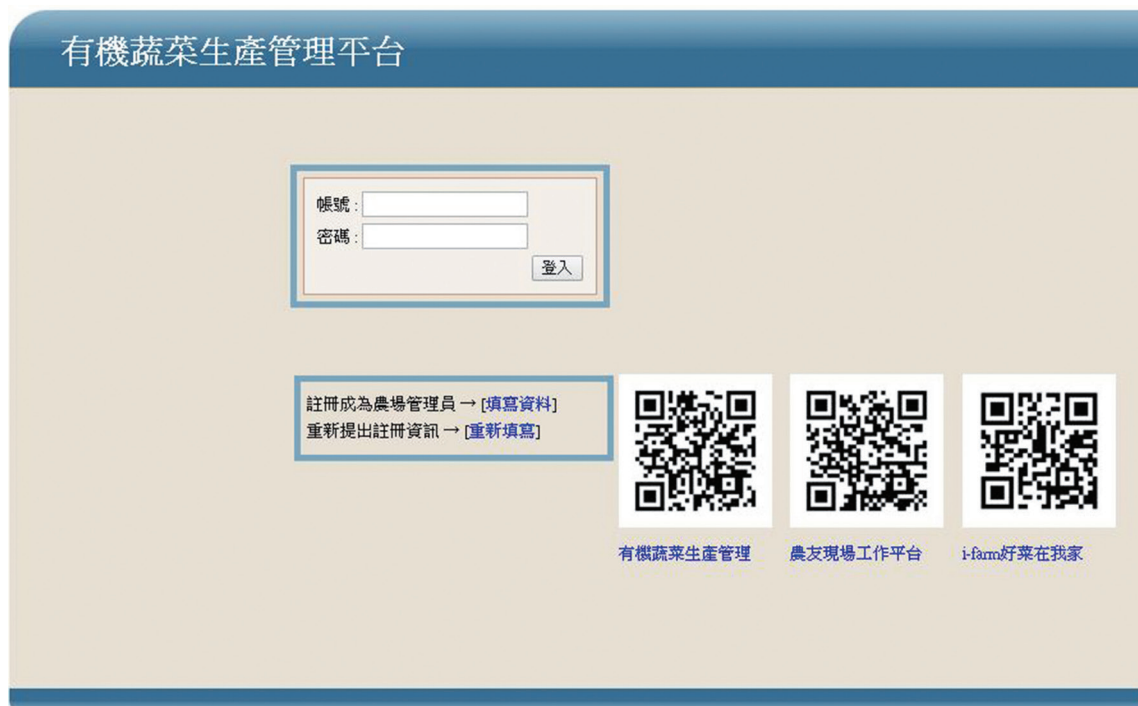 有機蔬菜生產管理平台
帳號 :
密碼 :
登入
註冊成為農場管理員→[填寫資料]
重新提出註冊資訊→[重新填寫]
有機蔬菜生產管理
農友現場工作平台
i-farm好菜在我家